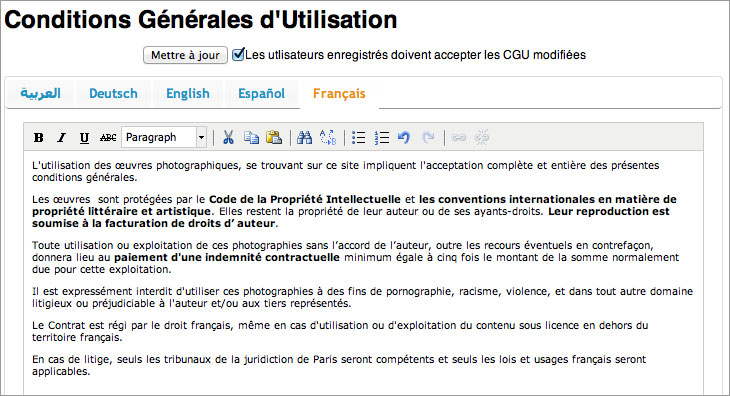 Conditions Générales d'Utilisation
Mettre à jour Les utlisateurs enregistrés doivent accepter les CGU modifiées
العربية Deutsch English Español Français
B I U ABC Paragraph
L'utilisation des œuvres photographiques, se trouvant sur ce site impliquent l'acceptation complète et entière des présentes
conditions générales.
Les œuvres sont protégées par le Code de la Propriété Intellectuelle et les conventions internationales en matière de
propriété littéraire et artistique. Elles restent la propriété de leur auteur ou de ses ayants-droits. Leur reproduction est
soumise à la facturation de droits d’ auteur.
Toute utilisation ou exploitation de ces photographies sans l’accord de l’auteur, outre les recours éventuels en contrefaçon,
donnera lieu au paiement d'une indemnité contractuelle minimum égale à cinq fois le montant de la somme normalement
due pour cette exploitation.
Il est expressément interdit d'utiliser ces photographies à des fins de pornographie, racisme, violence, et dans tout autre domaine
litigieux ou préjudiciable à l'auteur et/ou aux tiers représentés.
Le Contrat est régi par le droit français, même en cas d'utilisation ou d'exploitation du contenu sous licence en dehors du
territoire français.
En cas de litige, seuls les tribunaux de la juridiction de Paris seront compétents et seuls les lois et usages français seront
applicables.